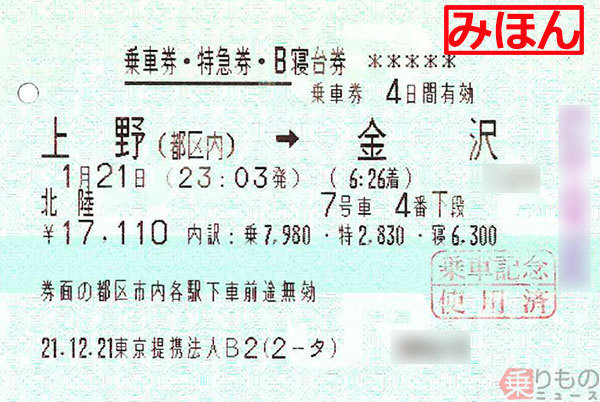 みほん
乗車券・特急券・B寝台券 *****
乗車券 4日間有効
上野(都区内) → 金沢
1月21日 (23:03発) (6:26着)
北陸 7号車 4番下段
¥17,110 内訳:乗7,980・特2,830・寝6,300
乗車記念
使用済
券面の都区市内各駅下車前途無効
21.12.21東京提携法人B2(2-タ)
乗りもの
ニュース